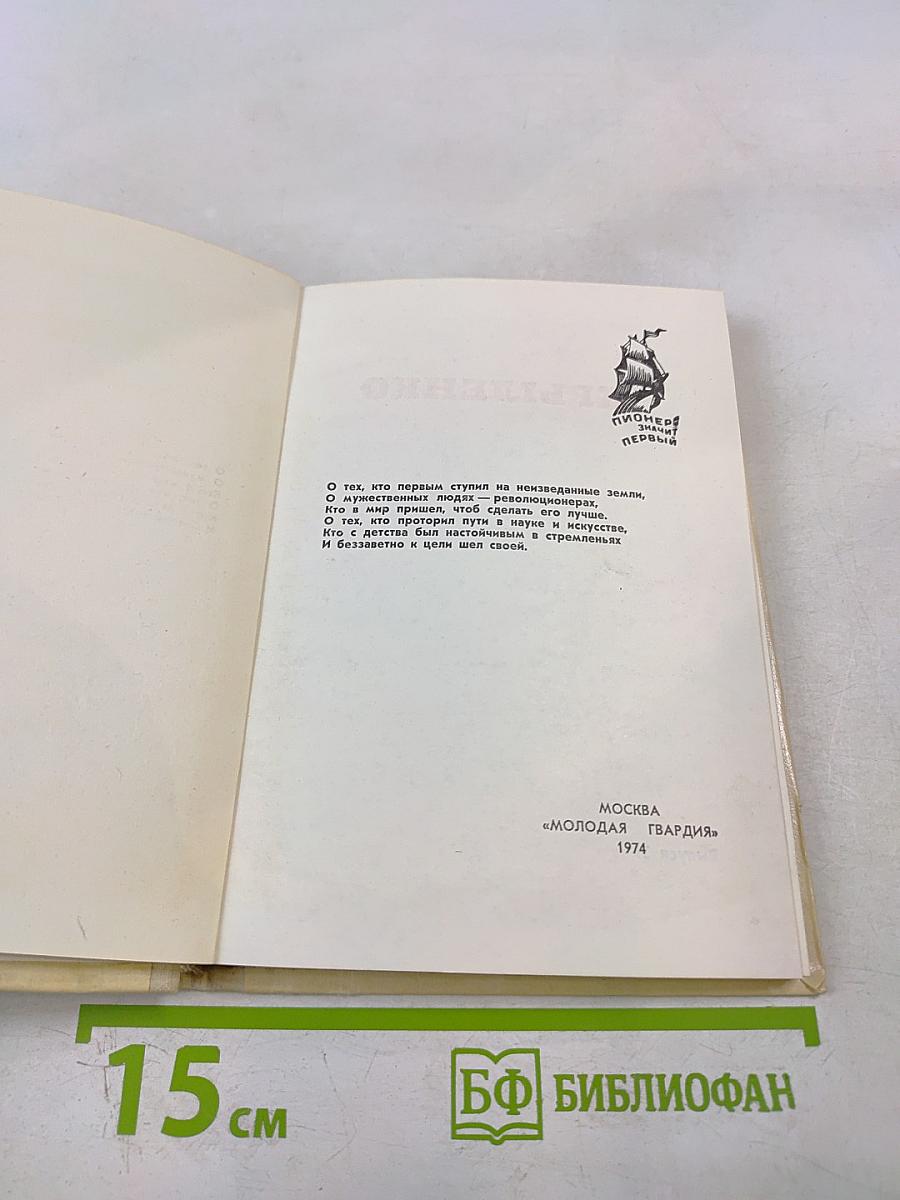 ПИОНЕР
ЗНАЧИТ
ПЕРВЫЙ
О тех, кто первым ступил на неизведанные земли,
О мужественных людях — революционерах,
Кто в мир пришел, чтоб сделать его лучше.
О тех, кто проторил пути в науке и искусстве,
Кто с детства был настойчивым в стремленьях
И беззаветно к цели шел своей.
МОСКВА
«МОЛОДАЯ ГВАРДИЯ»
1974
15 см
БФ БИБЛИОФАН